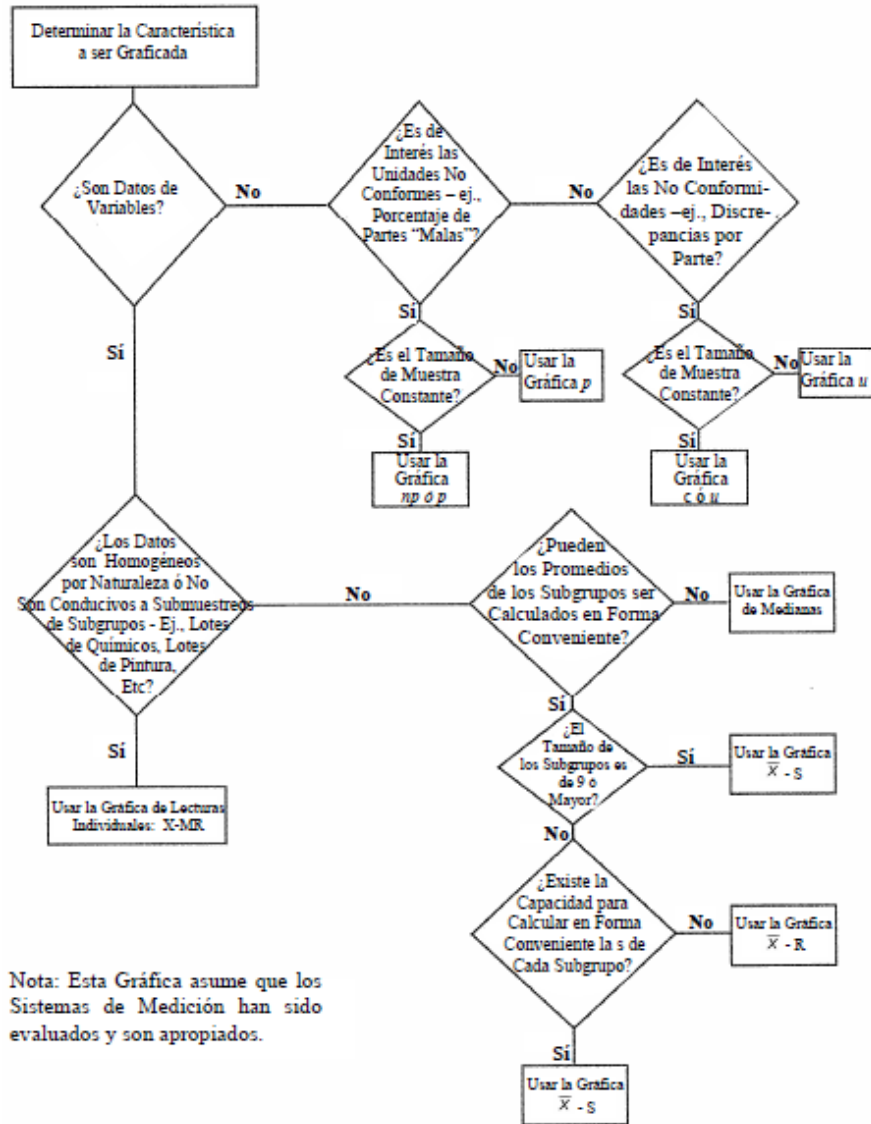 Determinar la Característica
a ser Graficada
¿Son Datos de
Variables?
No
¿Es de
Interés las
Unidades No
Conformes – ej.,
Porcentaje de
Partes “Malas”?
No
¿Es de Interés
las No Conformi-
dades –ej., Discre-
pancias por
Parte?
Sí
Sí
Sí
¿Es el Tamaño
de Muestra
Constante?
No
Usar la
Gráfica p
¿Es el Tamaño
de Muestra
Constante?
No
Usar la
Gráfica u
Sí
Usar la
Gráfica
np ó p
Sí
Usar la
Gráfica
c ó u
¿Los Datos
son Homogéneos
por Naturaleza ó No
Son Conducivos a Submuestreos
de Subgrupos - Ej., Lotes
de Químicos, Lotes
de Pintura,
Etc?
No
¿Pueden
los Promedios
de los Subgrupos ser
Calculados en Forma
Conveniente?
No
Usar la Gráfica
de Medianas
Sí
Usar la Gráfica de Lecturas
Individuales: X-MR
Sí
¿El
Tamaño de
los Subgrupos es
de 9 ó
Mayor?
Sí
Usar la Gráfica
X̅ - S
No
¿Existe la
Capacidad para
Calcular en Forma
Conveniente la s de
Cada Subgrupo?
No
Usar la Gráfica
X̅ - R
Sí
Usar la Gráfica
X̅ - S
Nota: Esta Gráfica asume que los
Sistemas de Medición han sido
evaluados y son apropiados.